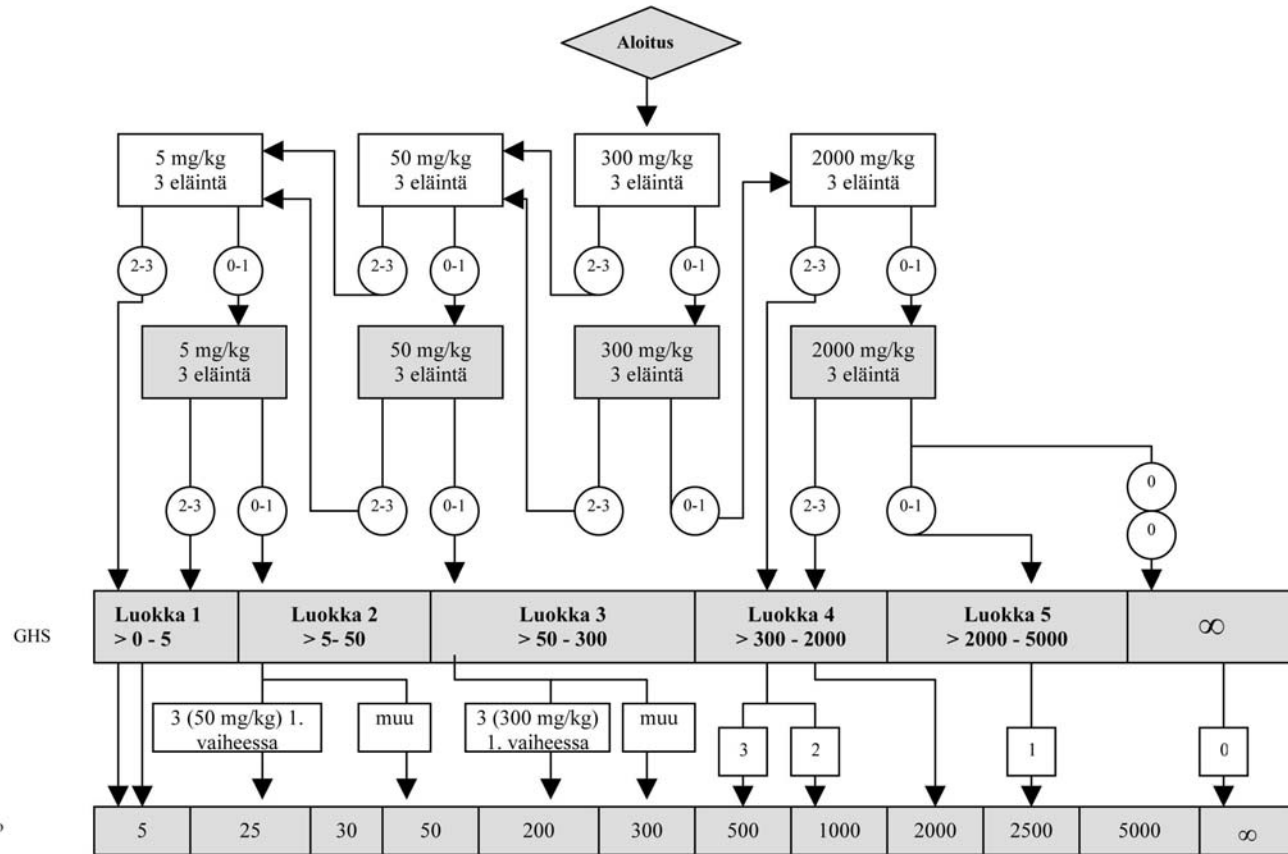 Aloitus
5 mg/kg
3 eläintä
50 mg/kg
3 eläintä
300 mg/kg
3 eläintä
2000 mg/kg
3 eläintä
2-3
0-1
2-3
0-1
2-3
0-1
2-3
0-1
5 mg/kg
3 eläintä
50 mg/kg
3 eläintä
300 mg/kg
3 eläintä
2000 mg/kg
3 eläintä
2-3
0-1
2-3
0-1
2-3
0-1
2-3
0-1
0
0
GHS
Luokka 1
> 0 - 5
Luokka 2
> 5- 50
Luokka 3
> 50 - 300
Luokka 4
> 300 - 2000
Luokka 5
> 2000 - 5000
∞
3 (50 mg/kg) 1.
vaiheessa
muu
3 (300 mg/kg)
1. vaiheessa
muu
3
2
1
0
5
25
30
50
200
300
500
1000
2000
2500
5000
∞